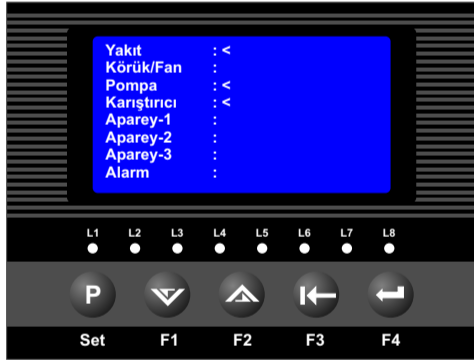 Yakıt : <
Körük/Fan :
Pompa : <
Karıştırıcı : <
Aparey-1 :
Aparey-2 :
Aparey-3 :
Alarm :
L1 L2 L3 L4 L5 L6 L7 L8
P
Set F1 F2 F3 F4